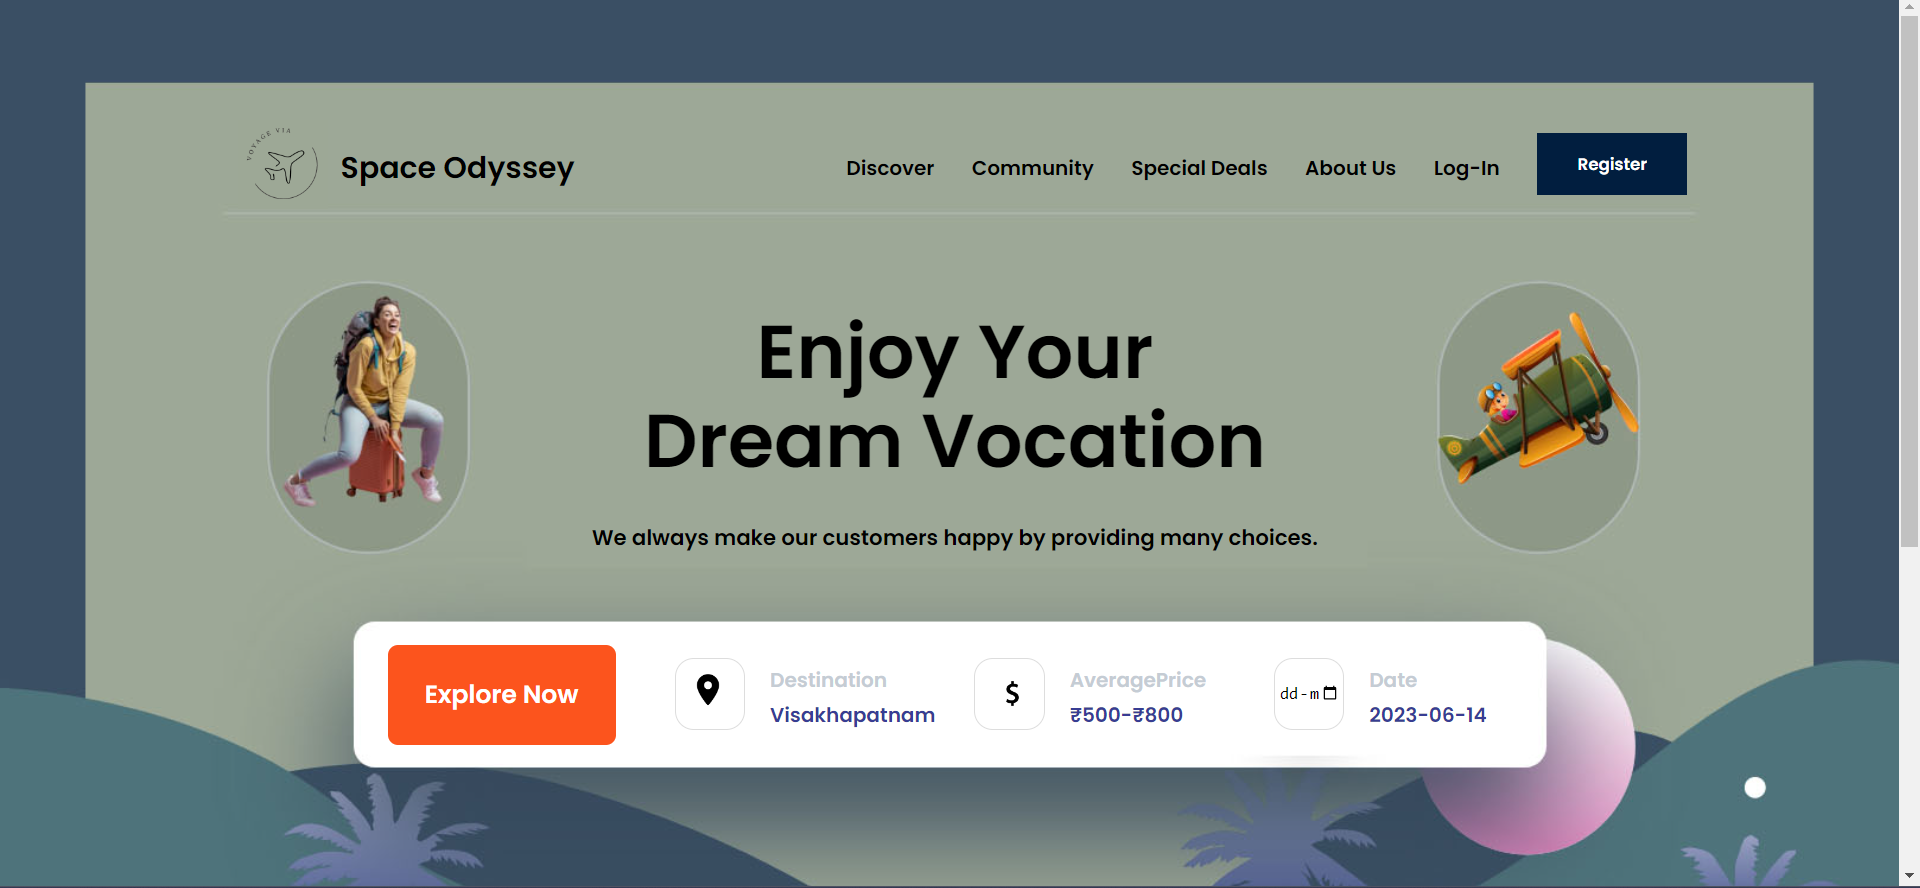 VOYAGE VIA
Space Odyssey
Discover
Community
Special Deals
About Us
Log-In
Register
Enjoy Your
Dream Vocation
We always make our customers happy by providing many choices.
Explore Now
Destination
Visakhapatnam
$
AveragePrice
₹500-₹800
dd-m
Date
2023-06-14